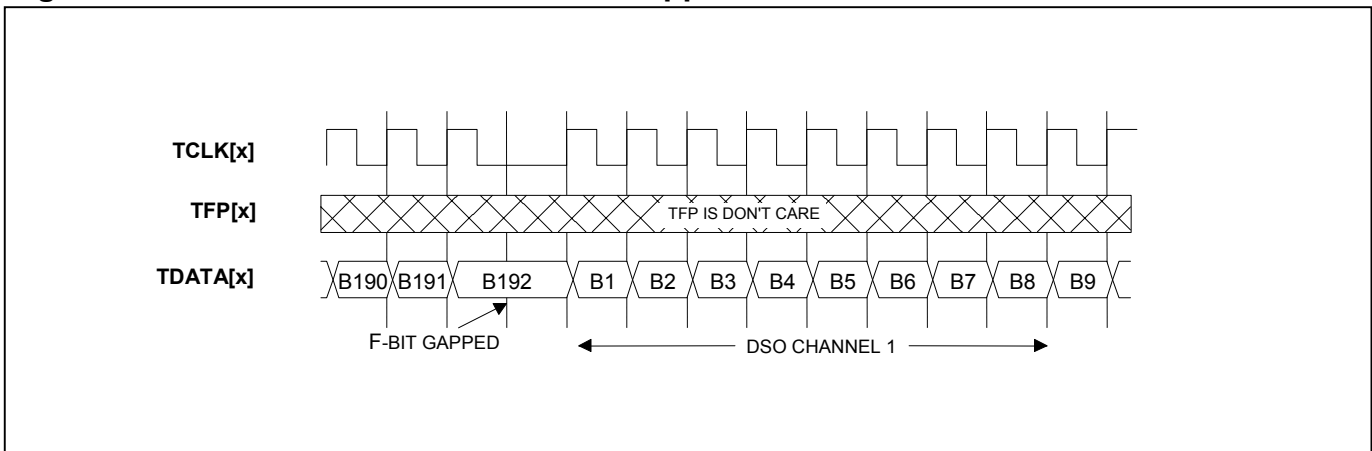 TCLK[x]
TFP[x]
TFP IS DON'T CARE
TDATA[x]
B190 B191 B192 B1 B2 B3 B4 B5 B6 B7 B8 B9
F-BIT GAPPED
DSO CHANNEL 1